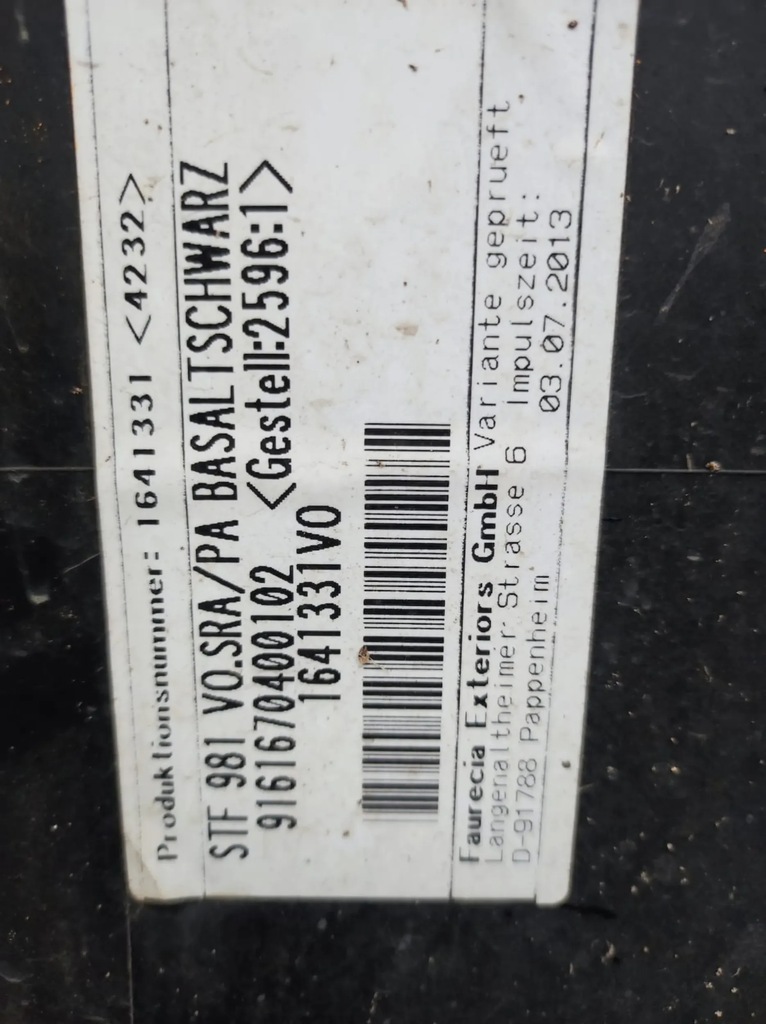 Produktionsnummer: 1641331 <4232>
STF 981 VO.SRA/PA BASALTSCHWARZ
9161670400102 <Gestell:2596:1>
1641331VO
Faurecia Exteriors GmbH Variante geprueft
Langenaltheimer Strasse 6 Impulszeit:
D-91788 Pappenheim 03.07.2013